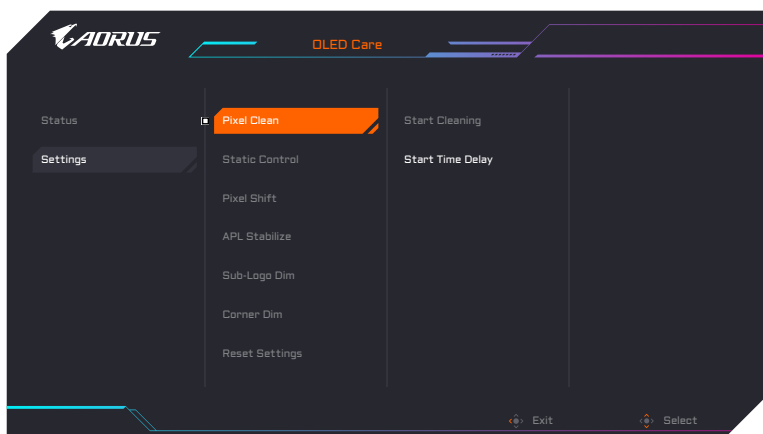 AORUS
OLED Care
Status
Settings
Pixel Clean
Static Control
Pixel Shift
APL Stabilize
Sub-Logo Dim
Corner Dim
Reset Settings
Start Cleaning
Start Time Delay
Exit
Select